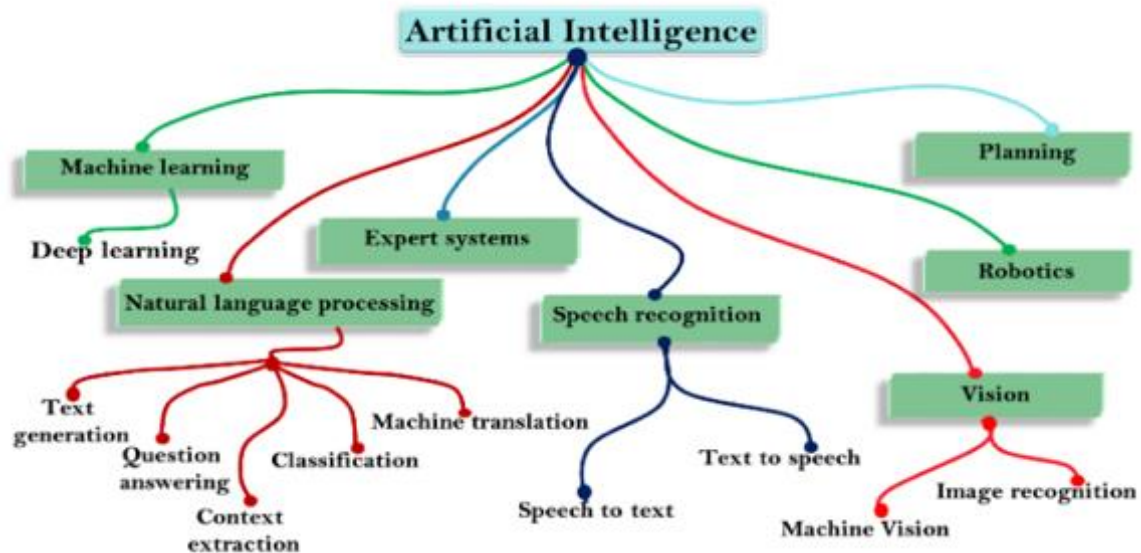 Artificial Intelligence
Machine learning
Planning
Deep learning
Expert systems
Robotics
Natural language processing
Speech recognition
Vision
Text
generation
Question
answering
Context
extraction
Classification
Machine translation
Speech to text
Text to speech
Machine Vision
Image recognition